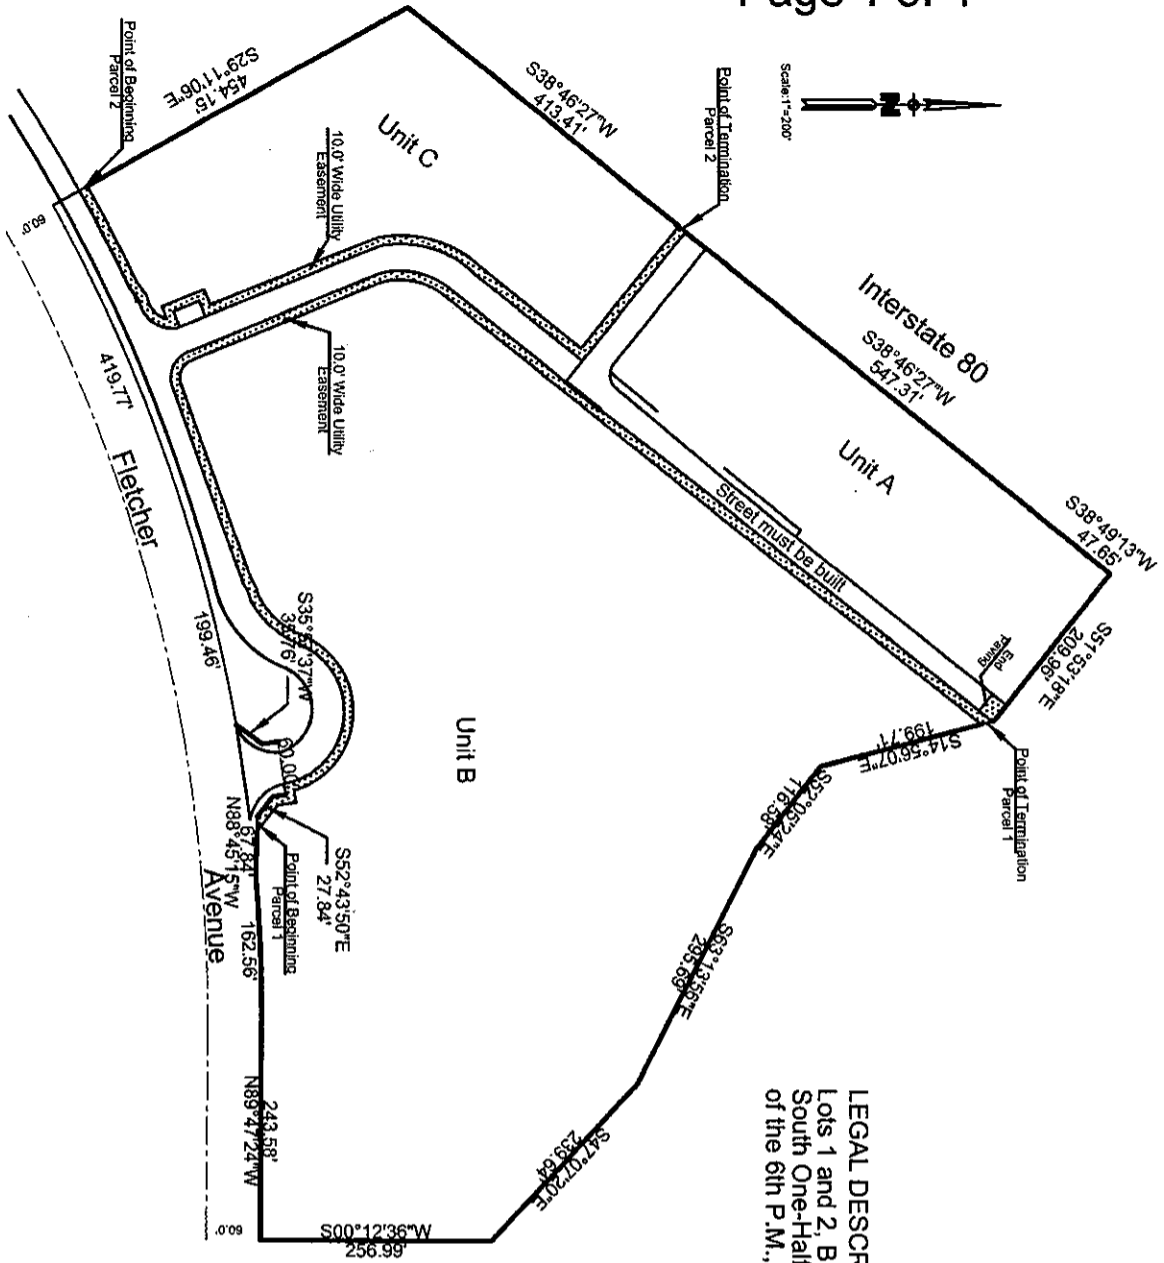 Page 1 of 1
Scale:1"=200'
Point of Beginning
Parcel 2
S29°11'06"E
454.15'
S38°46'27"W
413.41'
Point of Termination
Parcel 2
Unit C
10.0' Wide Utility
Easement
10.0' Wide Utility
Easement
Interstate 80
S38°46'27"W
547.31'
Unit A
S38°49'13"W
47.65'
S51°53'18"E
209.96'
Street must be built
End
Paving
Point of Termination
Parcel 1
S14°56'07"E
199.71'
S52°05'24"E
116.58'
S63°13'56"E
295.69'
S47°07'20"E
239.64'
S00°12'36"W
256.99'
60.0'
419.77'
Fletcher
199.46'
S35°57'37"W
35.76'
60.00'
Unit B
S52°43'50"E
27.84'
Point of Beginning
Parcel 1
67.84'
N88°45'15"W
Avenue
162.56'
243.58'
N89°47'24"W
60.0'
LEGAL DESCR
Lots 1 and 2, B
South One-Half
of the 6th P.M.,